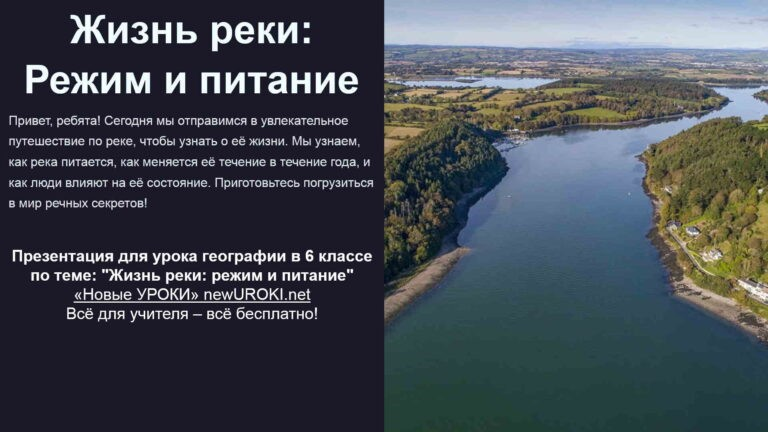 Жизнь реки:
Режим и питание
Привет, ребята! Сегодня мы отправимся в увлекательное
путешествие по реке, чтобы узнать о её жизни. Мы узнаем,
как река питается, как меняется её течение в течение года, и
как люди влияют на её состояние. Приготовьтесь погрузиться
в мир речных секретов!
Презентация для урока географии в 6 классе
по теме: "Жизнь реки: режим и питание"
«Новые УРОКИ» newUROKI.net
Всё для учителя – всё бесплатно!